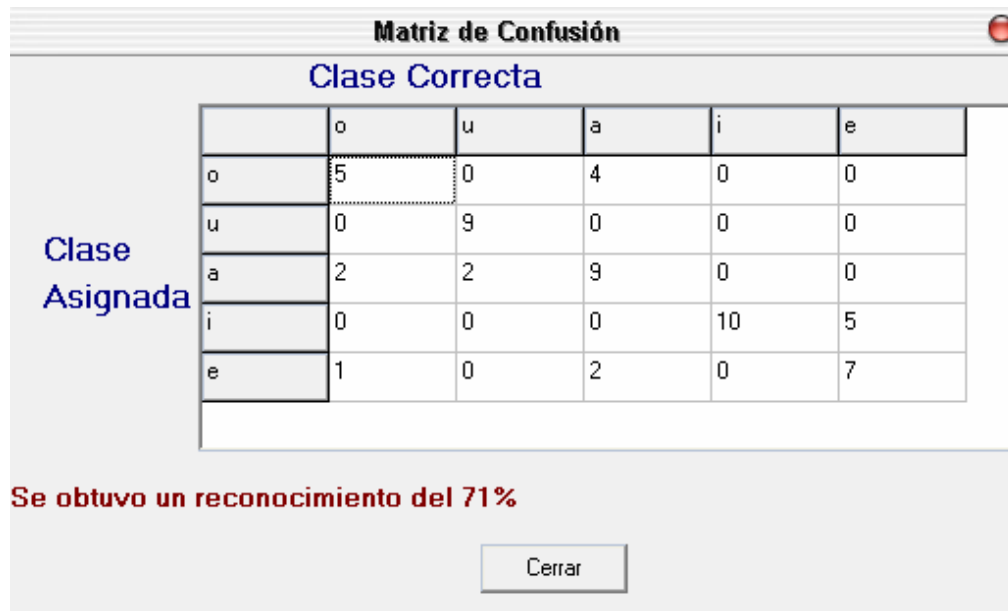 Matriz de Confusión
Clase Correcta
o u a i e
o 5 0 4 0 0
u 0 9 0 0 0
Clase
Asignada
a 2 2 9 0 0
i 0 0 0 10 5
e 1 0 2 0 7
Se obtuvo un reconocimiento del 71%
Cerrar